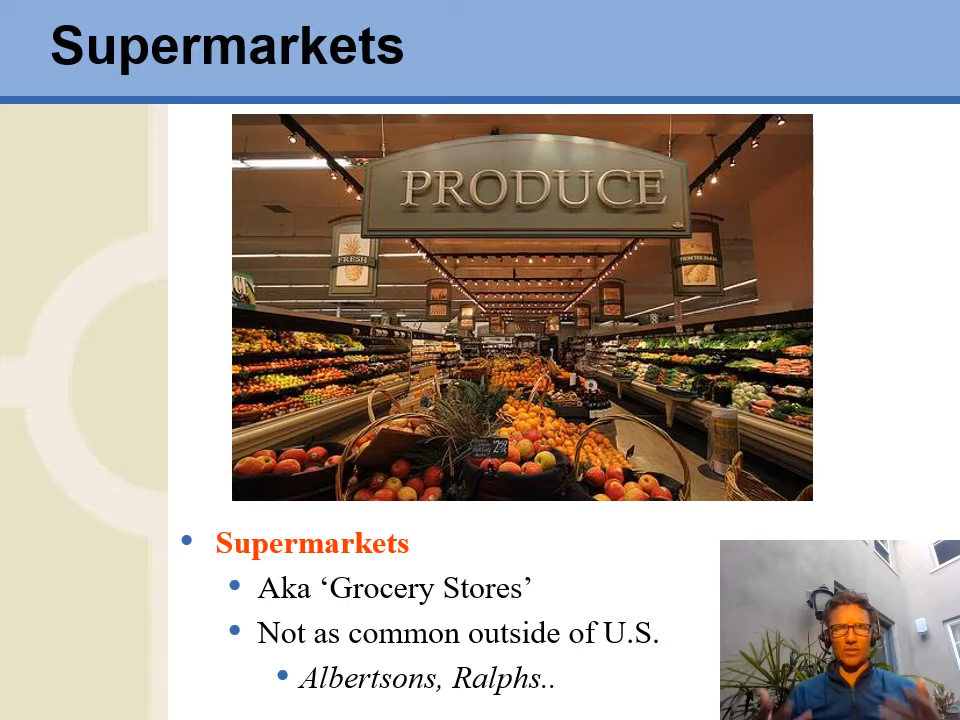 Supermarkets
PRODUCE
FRESH
FROM THE FARM
• Supermarkets
• Aka ‘Grocery Stores’
• Not as common outside of U.S.
• Albertsons, Ralphs..